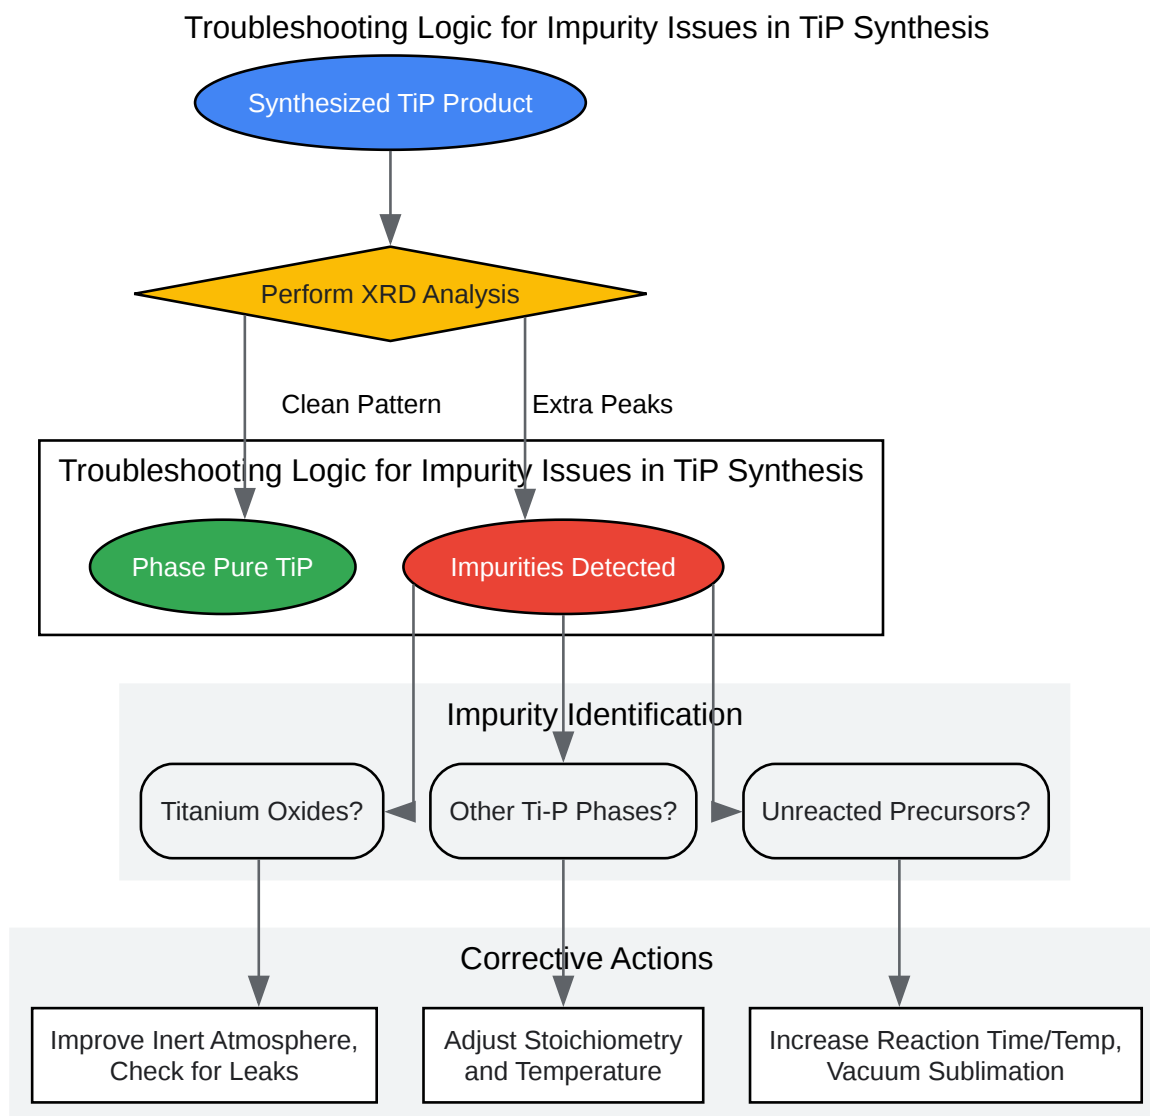 Troubleshooting Logic for Impurity Issues in TiP Synthesis
Synthesized TiP Product
Perform XRD Analysis
Clean Pattern
Extra Peaks
Troubleshooting Logic for Impurity Issues in TiP Synthesis
Phase Pure TiP
Impurities Detected
Impurity Identification
Titanium Oxides?
Other Ti-P Phases?
Unreacted Precursors?
Corrective Actions
Improve Inert Atmosphere,
Check for Leaks
Adjust Stoichiometry
and Temperature
Increase Reaction Time/Temp,
Vacuum Sublimation